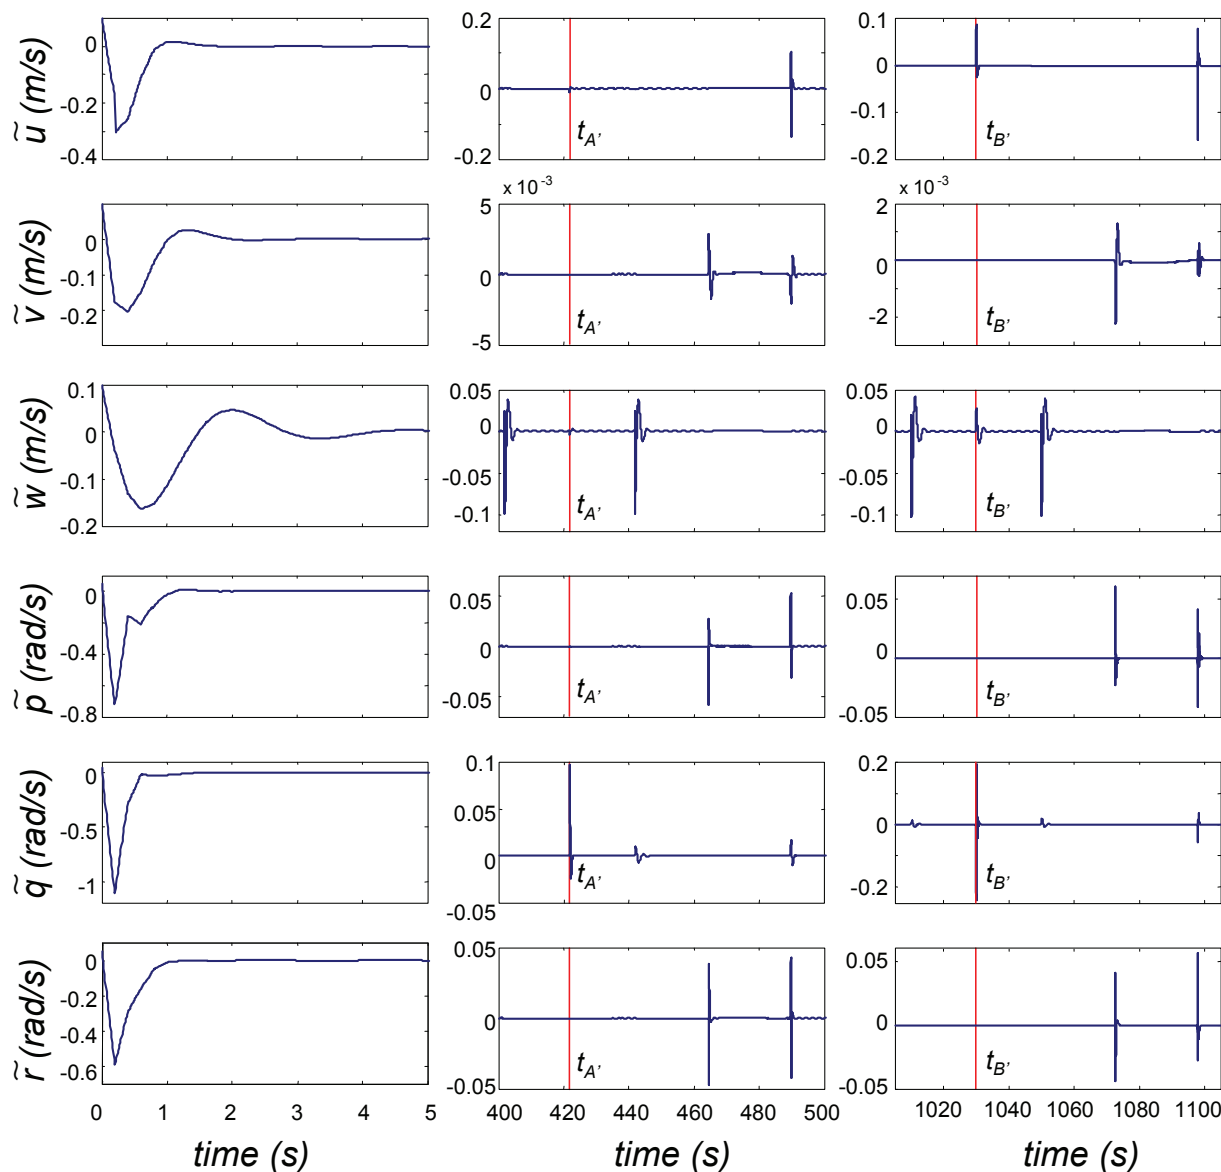 0.2
0.1
0
0.1
0
-0.2
0
0
-0.1
ũ (m/s)
-0.4
-0.2
t_A'
-0.2
t_B'
x 10⁻³
x 10⁻³
5
2
0
-0.1
0
0
-0.2
ṽ (m/s)
-5
t_A'
-2
t_B'
0.1
0.05
0.05
0
0
0
-0.1
-0.05
-0.05
-0.2
w̃ (m/s)
-0.1
t_A'
-0.1
t_B'
0
0.05
0.05
-0.4
0
0
-0.8
p̃ (rad/s)
-0.05
t_A'
-0.05
t_B'
0
0.1
0.2
-0.5
0.05
0
-1
q̃ (rad/s)
0
-0.05
t_A'
-0.2
t_B'
0
0.05
0.05
-0.2
0
0
-0.4
-0.6
r̃ (rad/s)
-0.05
t_A'
-0.05
t_B'
0 1 2 3 4 5
400 420 440 460 480 500
1020 1040 1060 1080 1100
time (s)
time (s)
time (s)